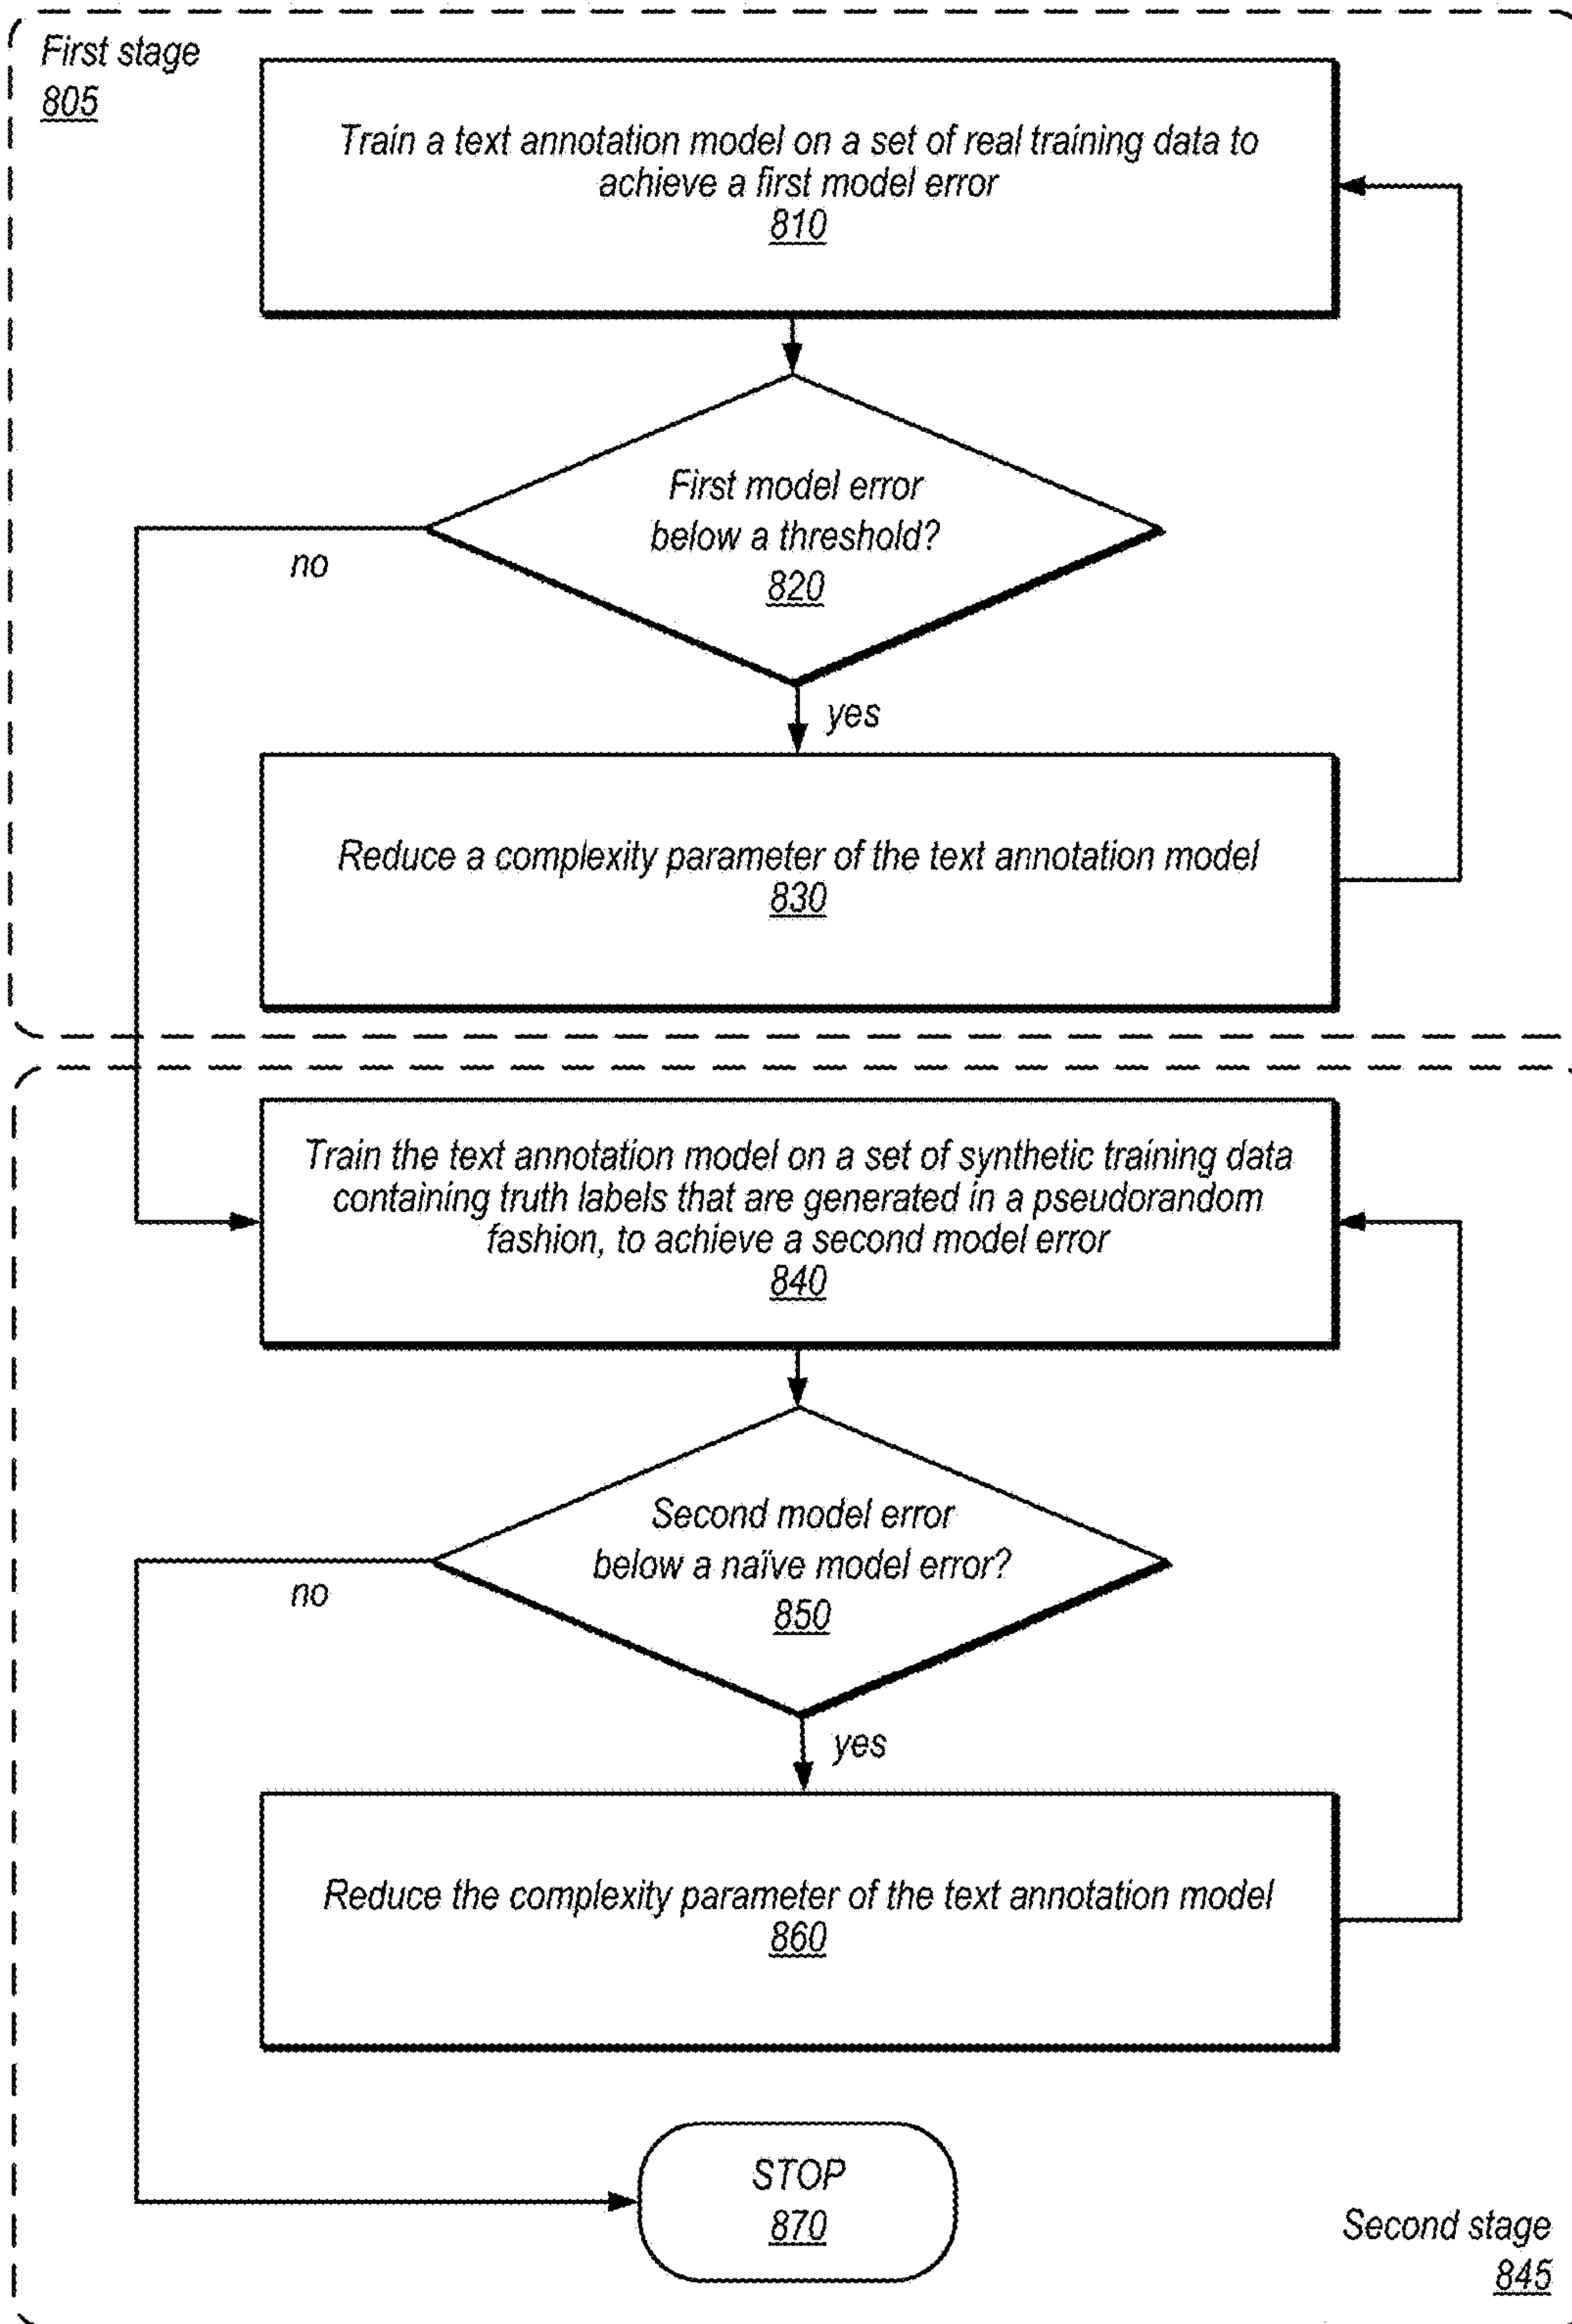 First stage
805
Train a text annotation model on a set of real training data to
achieve a first model error
810
First model error
below a threshold?
820
no
yes
Reduce a complexity parameter of the text annotation model
830
Train the text annotation model on a set of synthetic training data
containing truth labels that are generated in a pseudorandom
fashion, to achieve a second model error
840
Second model error
below a naïve model error?
850
no
yes
Reduce the complexity parameter of the text annotation model
860
STOP
870
Second stage
845